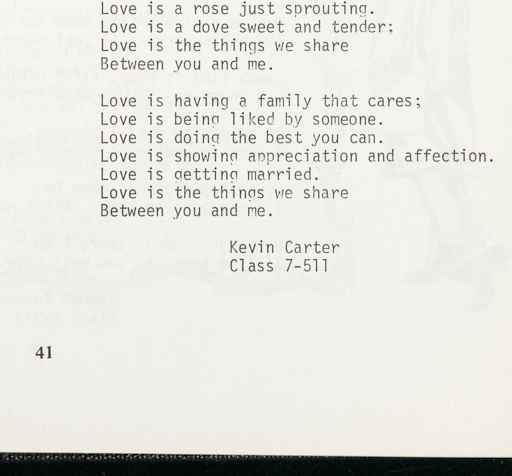 Love is a rose just sprouting.
Love is a dove sweet and tender;
Love is the things we share
Between you and me.
Love is having a family that cares;
Love is being liked by someone.
Love is doing the best you can.
Love is showing appreciation and affection.
Love is getting married.
Love is the things we share
Between you and me.
Kevin Carter
Class 7-511
41